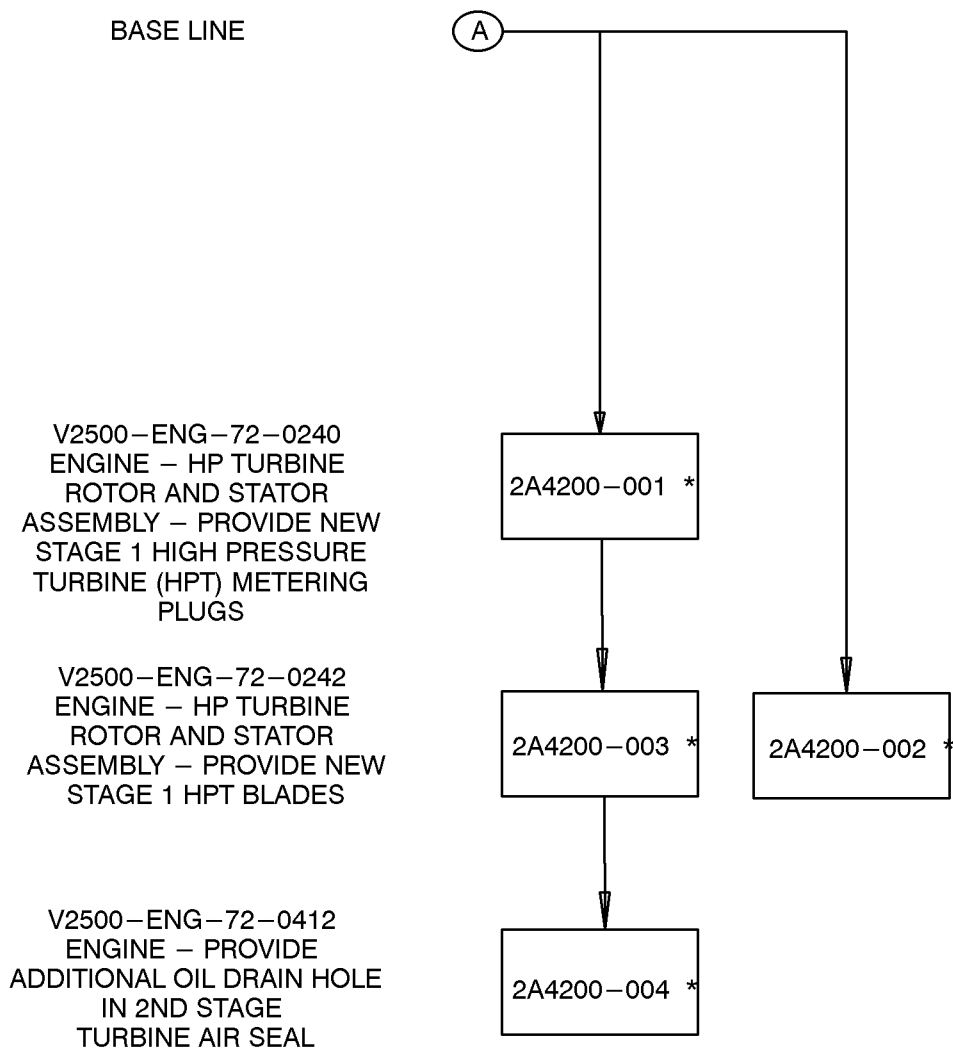 BASE LINE
A
V2500-ENG-72-0240
ENGINE - HP TURBINE
ROTOR AND STATOR
ASSEMBLY - PROVIDE NEW
STAGE 1 HIGH PRESSURE
TURBINE (HPT) METERING
PLUGS
2A4200-001 *
V2500-ENG-72-0242
ENGINE - HP TURBINE
ROTOR AND STATOR
ASSEMBLY - PROVIDE NEW
STAGE 1 HPT BLADES
2A4200-003 *
2A4200-002 *
V2500-ENG-72-0412
ENGINE - PROVIDE
ADDITIONAL OIL DRAIN HOLE
IN 2ND STAGE
TURBINE AIR SEAL
2A4200-004 *